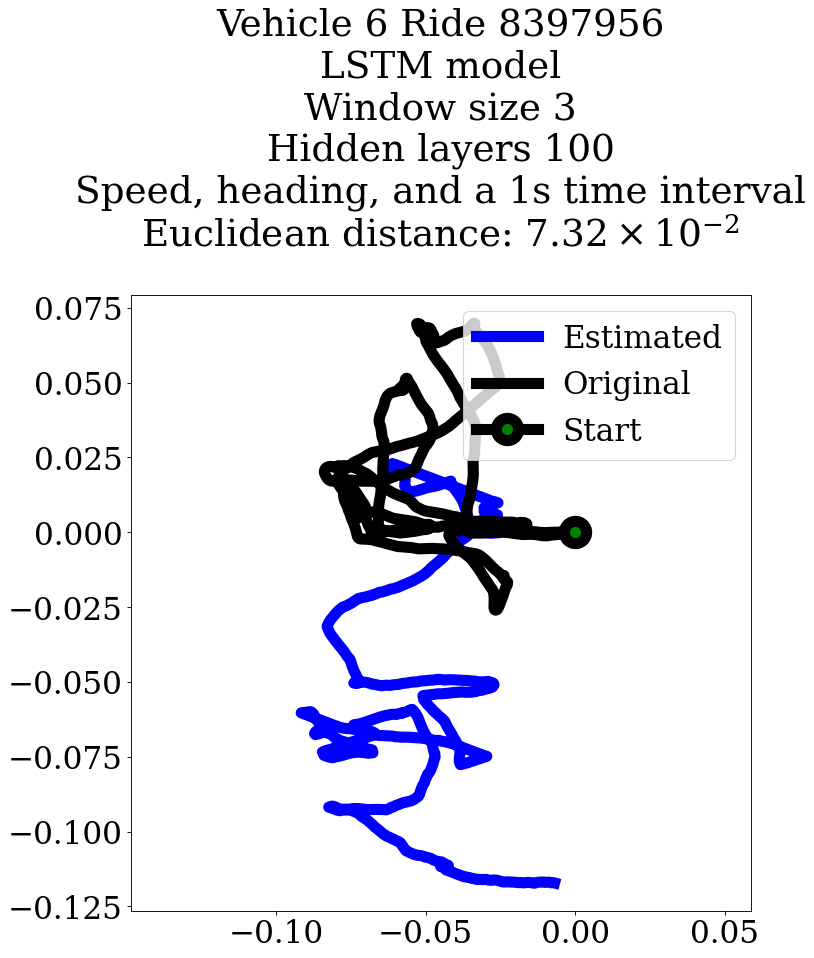 Vehicle 6 Ride 8397956
LSTM model
Window size 3
Hidden layers 100
Speed, heading, and a 1s time interval
Euclidean distance: 7.32 × 10⁻²
Estimated
Original
Start
0.075
0.050
0.025
0.000
−0.025
−0.050
−0.075
−0.100
−0.125
−0.10
−0.05
0.00
0.05